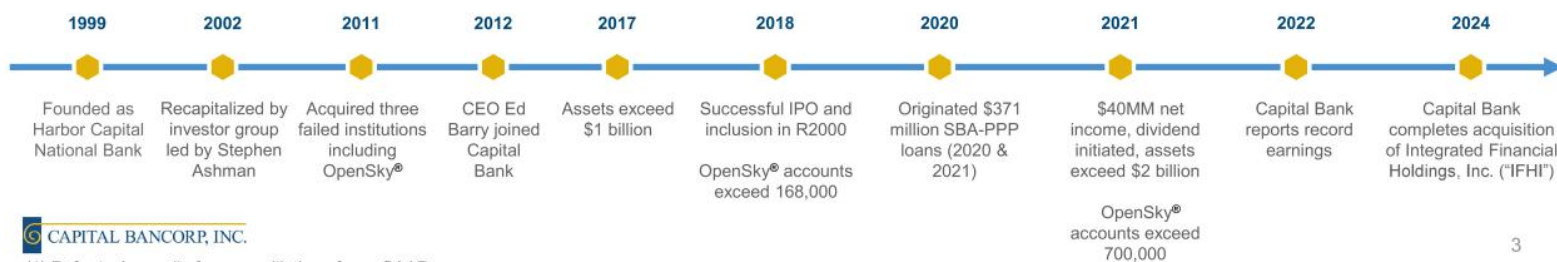 1999
Founded as
Harbor Capital
National Bank
2002
Recapitalized by
investor group
led by Stephen
Ashman
2011
Acquired three
failed institutions
including
OpenSky®
2012
CEO Ed
Barry joined
Capital
Bank
2017
Assets exceed
$1 billion
2018
Successful IPO and
inclusion in R2000
OpenSky® accounts
exceed 168,000
2020
Originated $371
million SBA-PPP
loans (2020 &
2021)
2021
$40MM net
income, dividend
initiated, assets
exceed $2 billion
OpenSky®
accounts exceed
700,000
2022
Capital Bank
reports record
earnings
2024
Capital Bank
completes acquisition
of Integrated Financial
Holdings, Inc. (“IFHI”)
CAPITAL BANCORP, INC.
3